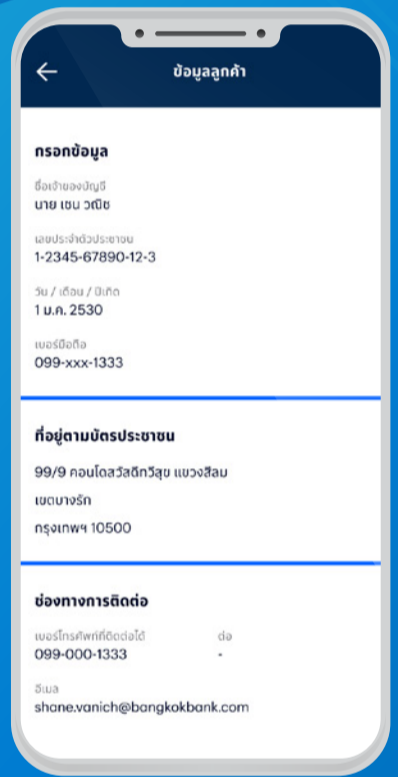 ข้อมูลลูกค้า
กรอกข้อมูล
ชื่อเจ้าของบัญชี
นาย เชน วณิช
เลขประจำตัวประชาชน
1-2345-67890-12-3
วัน / เดือน / ปีเกิด
1 ม.ค. 2530
เบอร์มือถือ
099-xxx-1333
ที่อยู่ตามบัตรประชาชน
99/9 คอนโดสวัสดีทวีสุข แขวงสีลม
เขตบางรัก
กรุงเทพฯ 10500
ช่องทางการติดต่อ
เบอร์โทรศัพท์ที่ติดต่อได้ ต่อ
099-000-1333 -
อีเมล
shane.vanich@bangkokbank.com